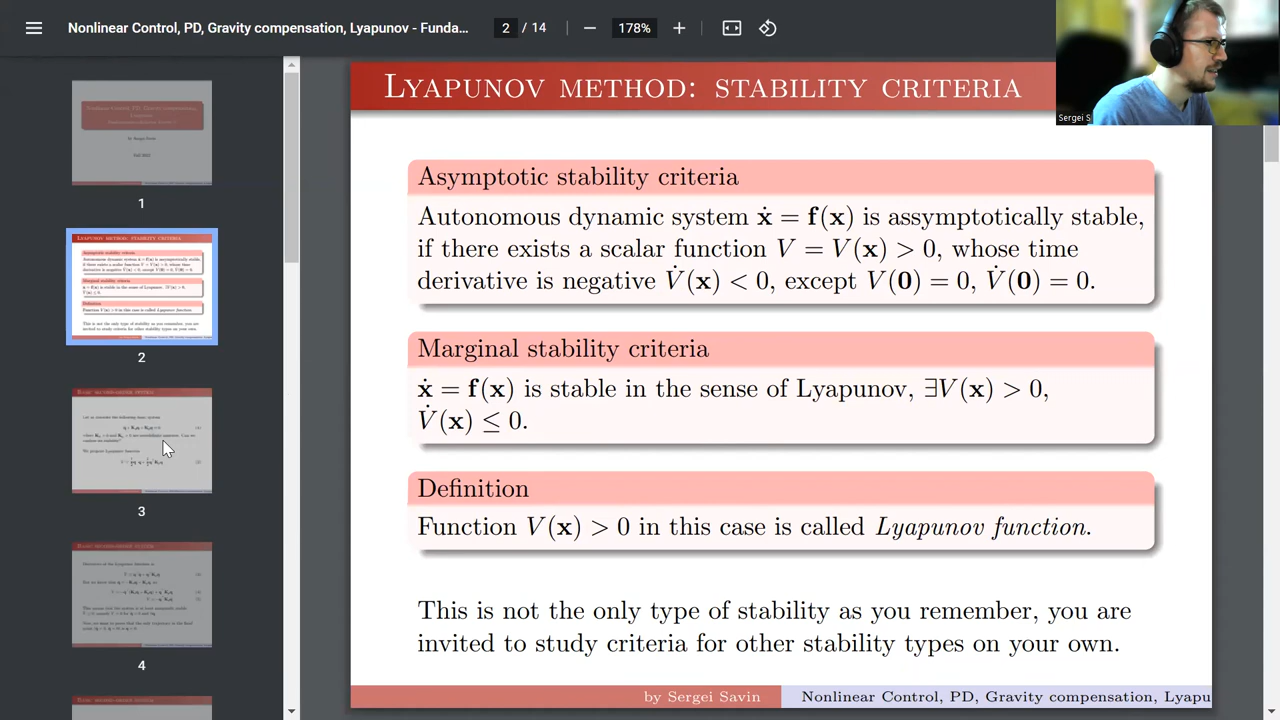 Nonlinear Control, PD, Gravity compensation, Lyapunov - Funda...
2 / 14
178%
Sergei S
1
2
3
4
LYAPUNOV METHOD: STABILITY CRITERIA
Asymptotic stability criteria
Autonomous dynamic system ẋ = f(x) is assymptotically stable,
if there exists a scalar function V = V(x) > 0, whose time
derivative is negative V̇(x) < 0, except V(0) = 0, V̇(0) = 0.
Marginal stability criteria
ẋ = f(x) is stable in the sense of Lyapunov, ∃V(x) > 0,
V̇(x) ≤ 0.
Definition
Function V(x) > 0 in this case is called Lyapunov function.
This is not the only type of stability as you remember, you are
invited to study criteria for other stability types on your own.
by Sergei Savin
Nonlinear Control, PD, Gravity compensation, Lyapu